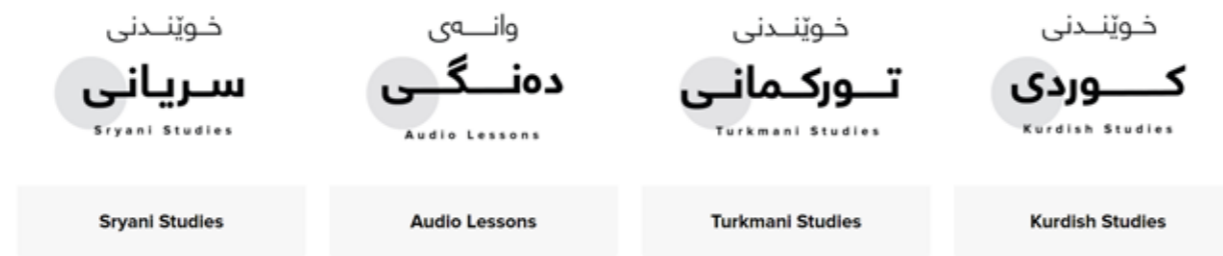 خوێندنی
سریانی
Sryani Studies
Sryani Studies
وانەی
دەنگی
Audio Lessons
Audio Lessons
خوێندنی
تورکمانی
Turkmani Studies
Turkmani Studies
خوێندنی
کوردی
Kurdish Studies
Kurdish Studies